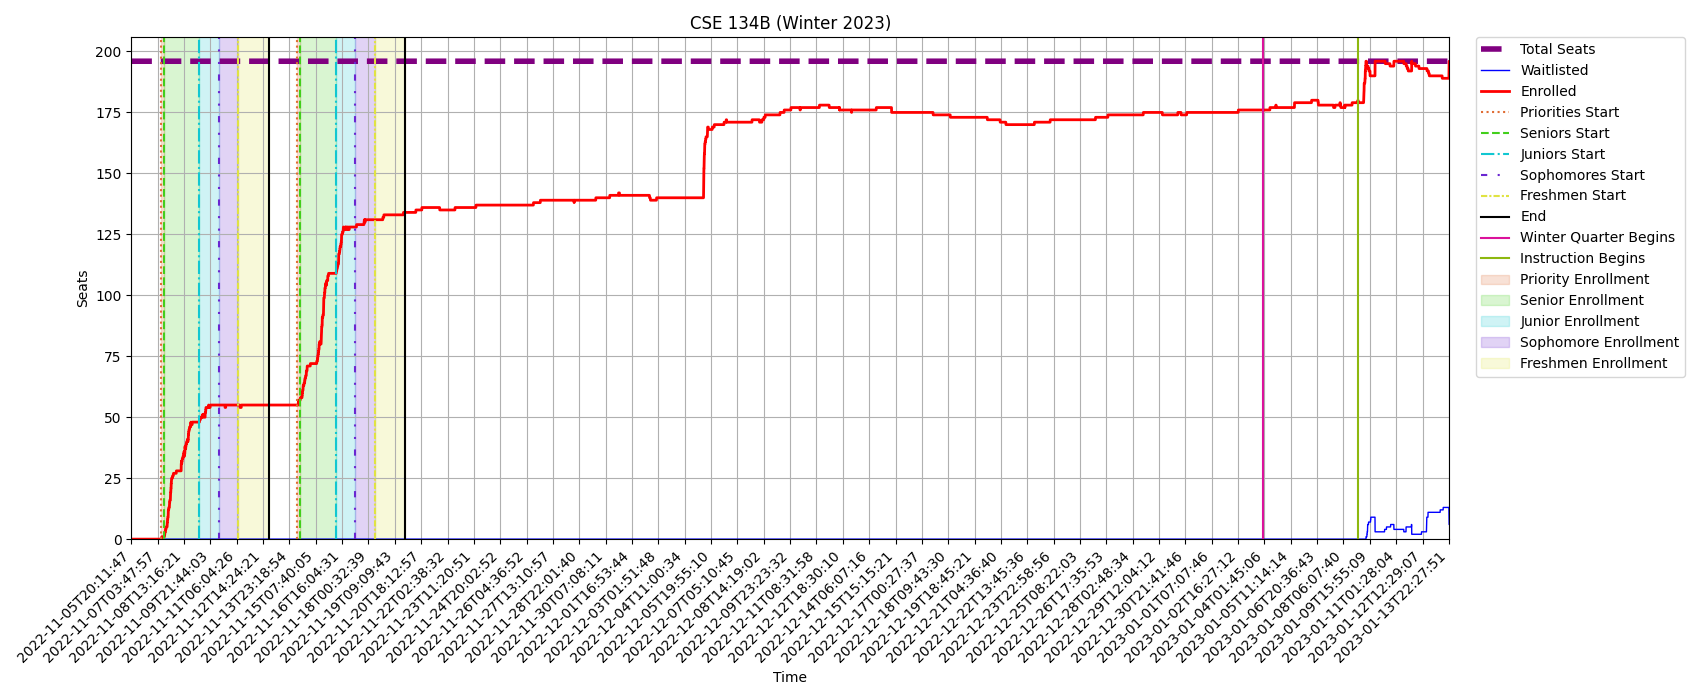 CSE 134B (Winter 2023)
Seats
200
175
150
125
100
75
50
25
0
2022-11-05T20:11:47
2022-11-07T03:47:57
2022-11-08T13:16:21
2022-11-09T21:44:03
2022-11-11T06:04:26
2022-11-12T14:24:23
2022-11-13T23:18:54
2022-11-15T07:40:05
2022-11-16T16:04:31
2022-11-18T00:32:39
2022-11-19T09:09:43
2022-11-20T18:12:57
2022-11-22T02:38:32
2022-11-23T11:20:51
2022-11-24T20:02:52
2022-11-26T04:36:52
2022-11-27T13:10:57
2022-11-28T22:01:40
2022-11-30T07:08:11
2022-12-01T16:53:44
2022-12-03T01:51:48
2022-12-04T11:00:34
2022-12-05T19:55:10
2022-12-07T05:10:45
2022-12-08T14:19:02
2022-12-09T23:23:32
2022-12-11T08:31:58
2022-12-12T18:30:10
2022-12-14T06:07:16
2022-12-15T15:15:21
2022-12-17T00:27:37
2022-12-18T09:43:30
2022-12-19T18:45:21
2022-12-21T04:36:40
2022-12-22T13:45:36
2022-12-23T22:58:56
2022-12-25T08:22:03
2022-12-26T17:35:53
2022-12-28T02:48:34
2022-12-29T12:04:12
2022-12-30T21:41:46
2023-01-01T07:07:46
2023-01-02T16:27:12
2023-01-04T01:45:06
2023-01-05T11:14:14
2023-01-06T20:36:43
2023-01-08T06:07:40
2023-01-09T15:55:09
2023-01-11T01:28:04
2023-01-12T12:29:07
2023-01-13T22:27:51
Time
Total Seats
Waitlisted
Enrolled
Priorities Start
Seniors Start
Juniors Start
Sophomores Start
Freshmen Start
End
Winter Quarter Begins
Instruction Begins
Priority Enrollment
Senior Enrollment
Junior Enrollment
Sophomore Enrollment
Freshmen Enrollment